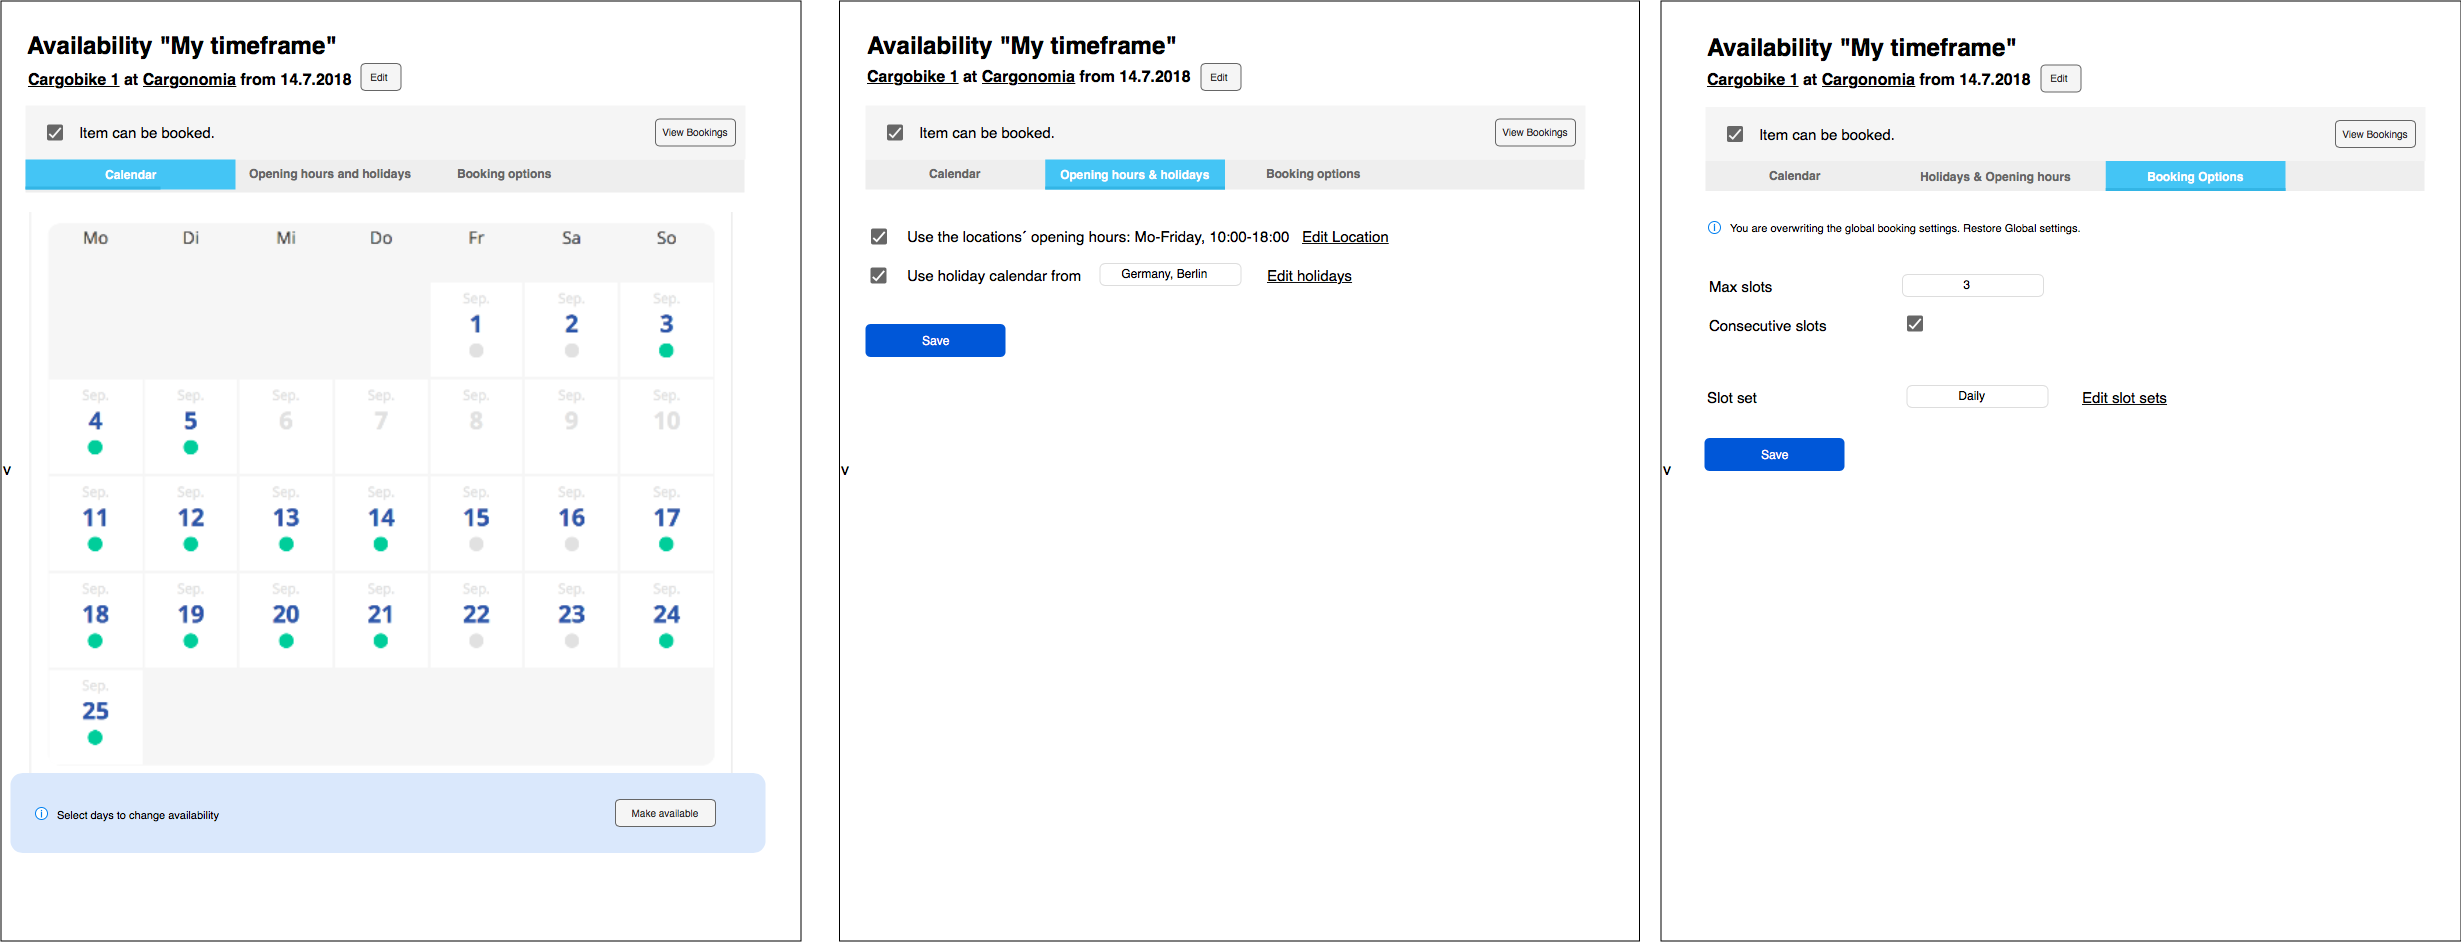 Availability "My timeframe"
Cargobike 1 at Cargonomia from 14.7.2018 Edit
Item can be booked. View Bookings
Calendar Opening hours and holidays Booking options
Mo Di Mi Do Fr Sa So
Sep. Sep. Sep.
1 2 3
Sep. Sep. Sep. Sep. Sep. Sep. Sep.
4 5 6 7 8 9 10
Sep. Sep. Sep. Sep. Sep. Sep. Sep.
11 12 13 14 15 16 17
Sep. Sep. Sep. Sep. Sep. Sep. Sep.
18 19 20 21 22 23 24
Sep.
25
v
Select days to change availability Make available
Availability "My timeframe"
Cargobike 1 at Cargonomia from 14.7.2018 Edit
Item can be booked. View Bookings
Calendar Opening hours & holidays Booking options
Use the locations´ opening hours: Mo-Friday, 10:00-18:00 Edit Location
Use holiday calendar from Germany, Berlin Edit holidays
Save
v
Availability "My timeframe"
Cargobike 1 at Cargonomia from 14.7.2018 Edit
Item can be booked. View Bookings
Calendar Holidays & Opening hours Booking Options
You are overwriting the global booking settings. Restore Global settings.
Max slots 3
Consecutive slots
Slot set Daily Edit slot sets
Save
v